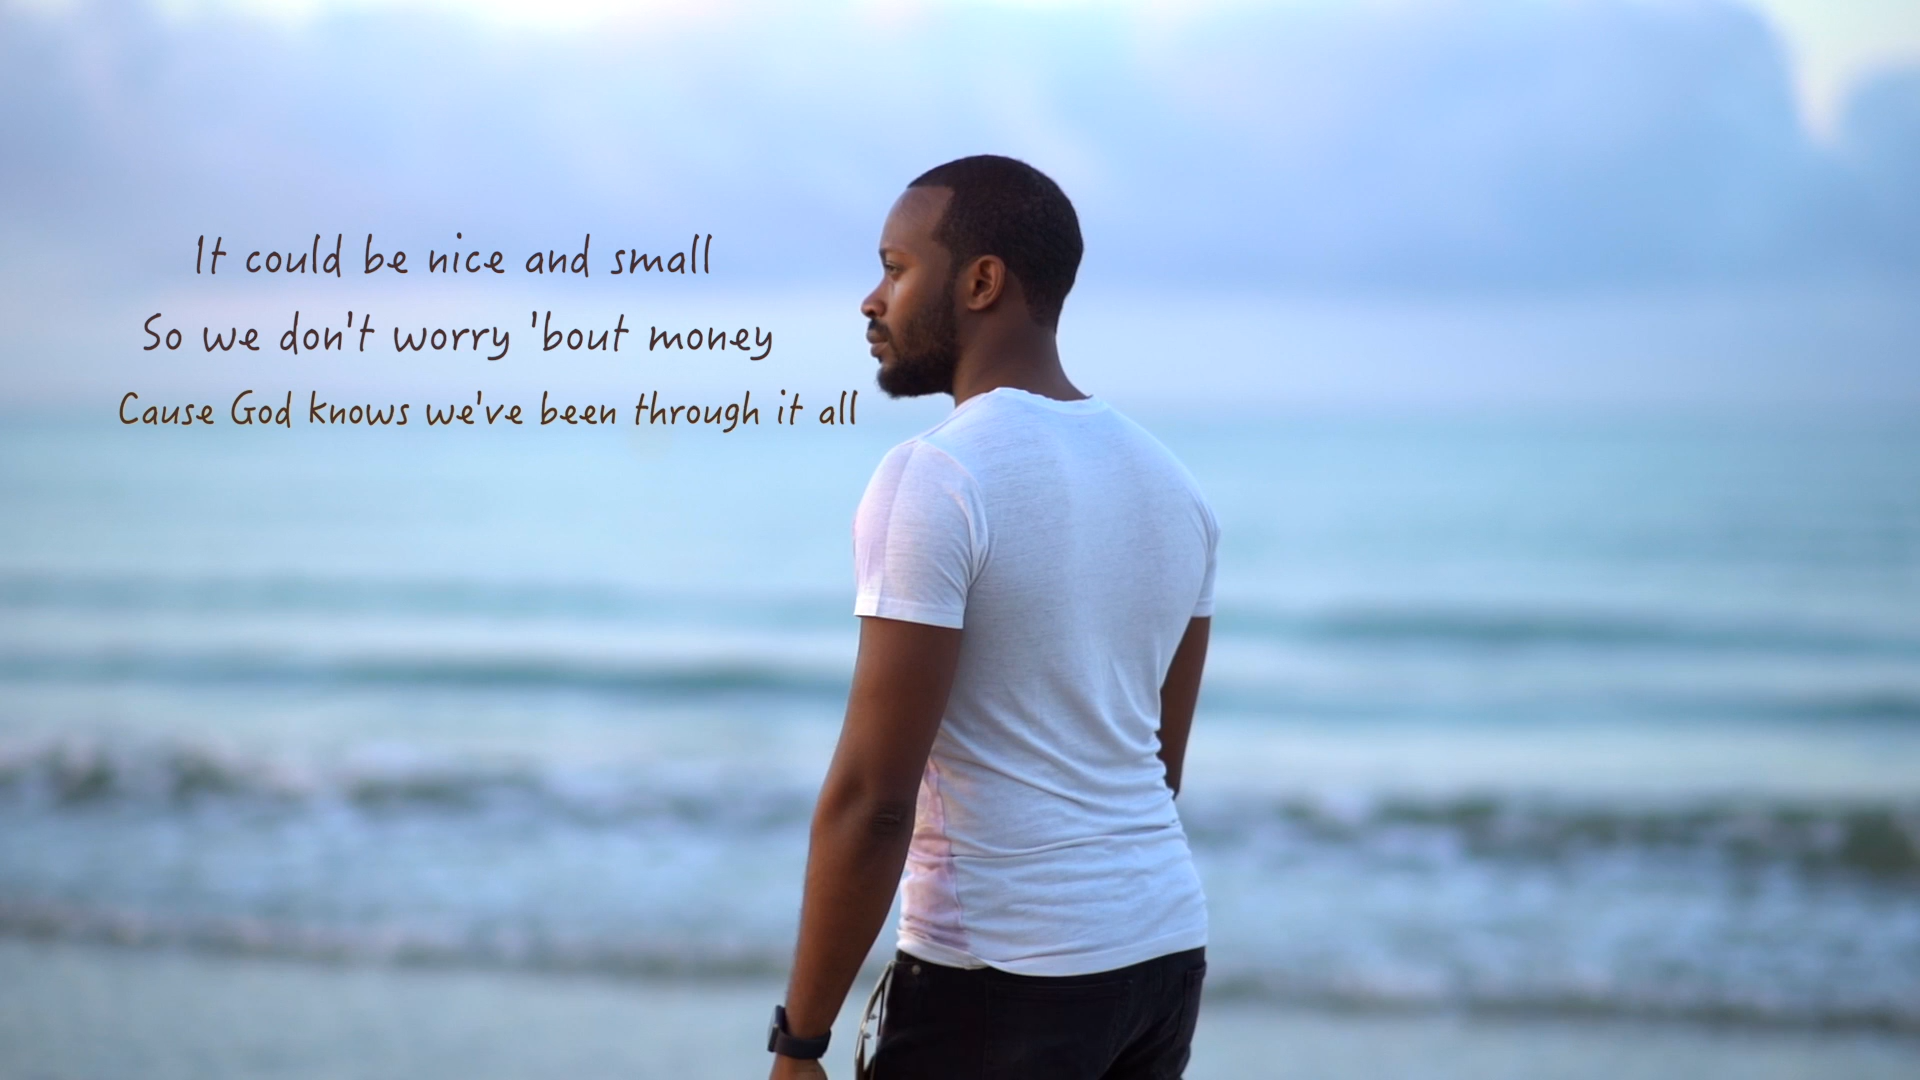 It could be nice and small
So we don't worry 'bout money
Cause God knows we've been through it all